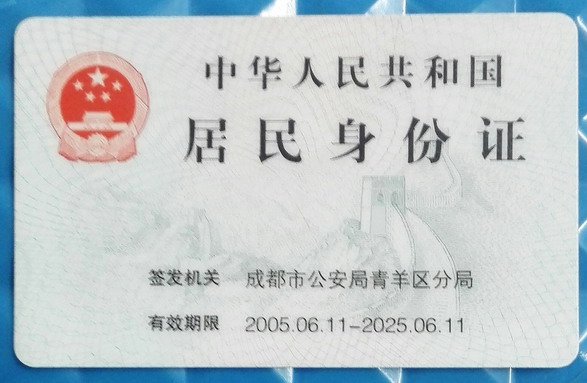 中华人民共和国
居民身份证
签发机关 成都市公安局青羊区分局
有效期限 2005.06.11-2025.06.11